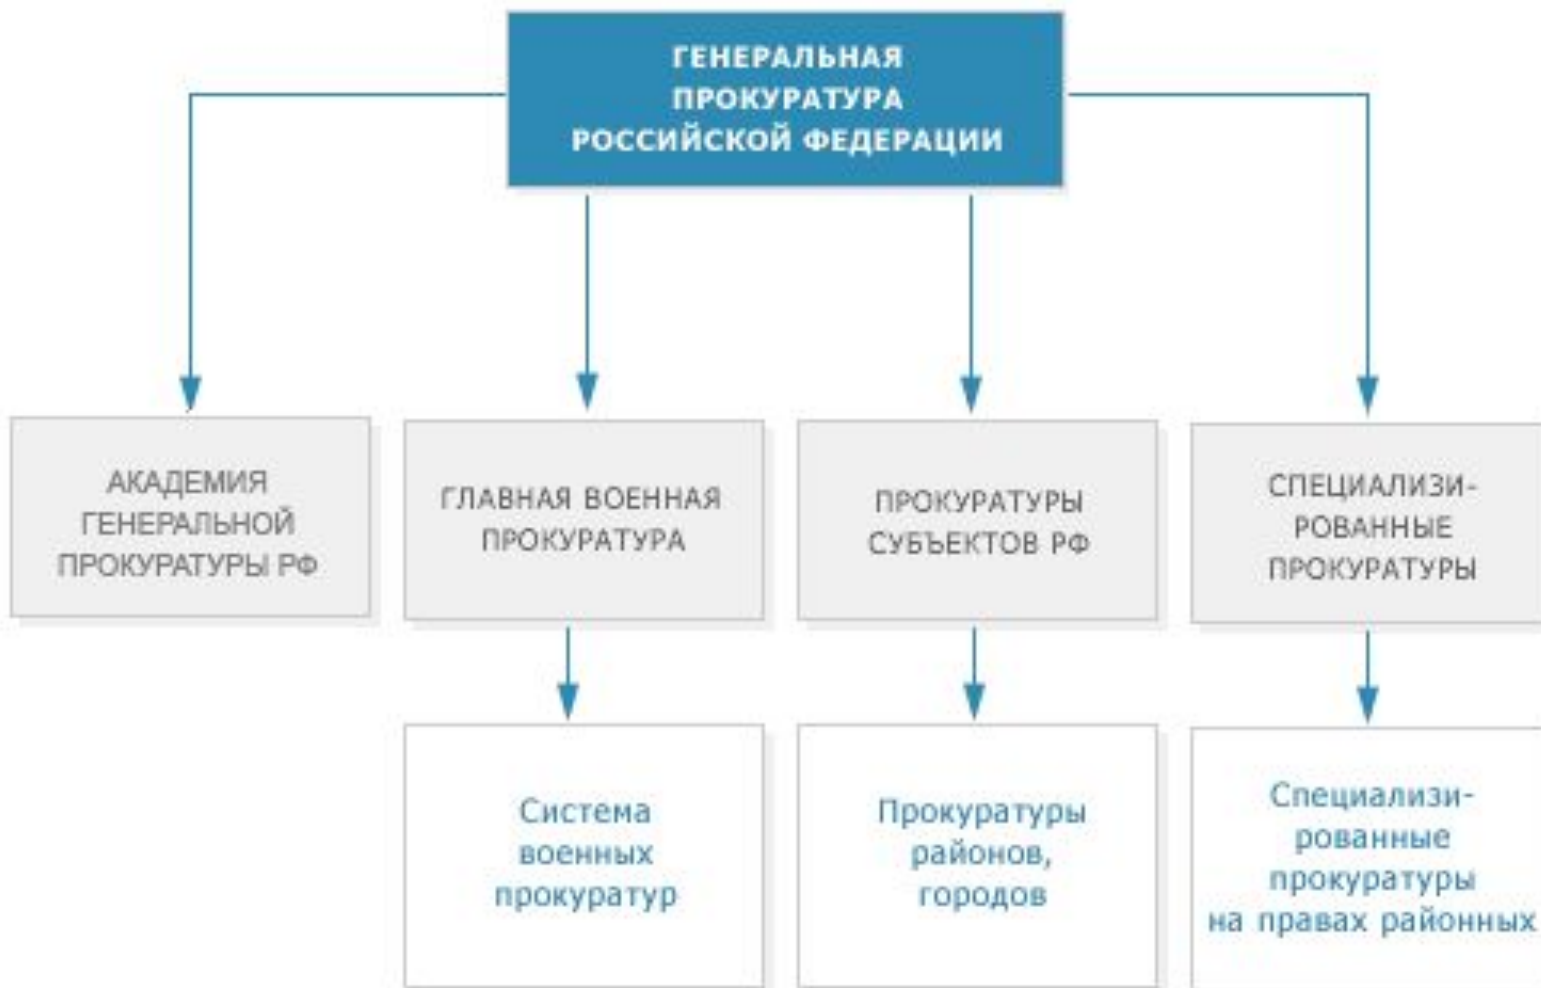 ГЕНЕРАЛЬНАЯ
ПРОКУРАТУРА
РОССИЙСКОЙ ФЕДЕРАЦИИ
АКАДЕМИЯ
ГЕНЕРАЛЬНОЙ
ПРОКУРАТУРЫ РФ
ГЛАВНАЯ ВОЕННАЯ
ПРОКУРАТУРА
ПРОКУРАТУРЫ
СУБЪЕКТОВ РФ
СПЕЦИАЛИЗИ-
РОВАННЫЕ
ПРОКУРАТУРЫ
Система
военных
прокуратур
Прокуратуры
районов,
городов
Специализи-
рованные
прокуратуры
на правах районных